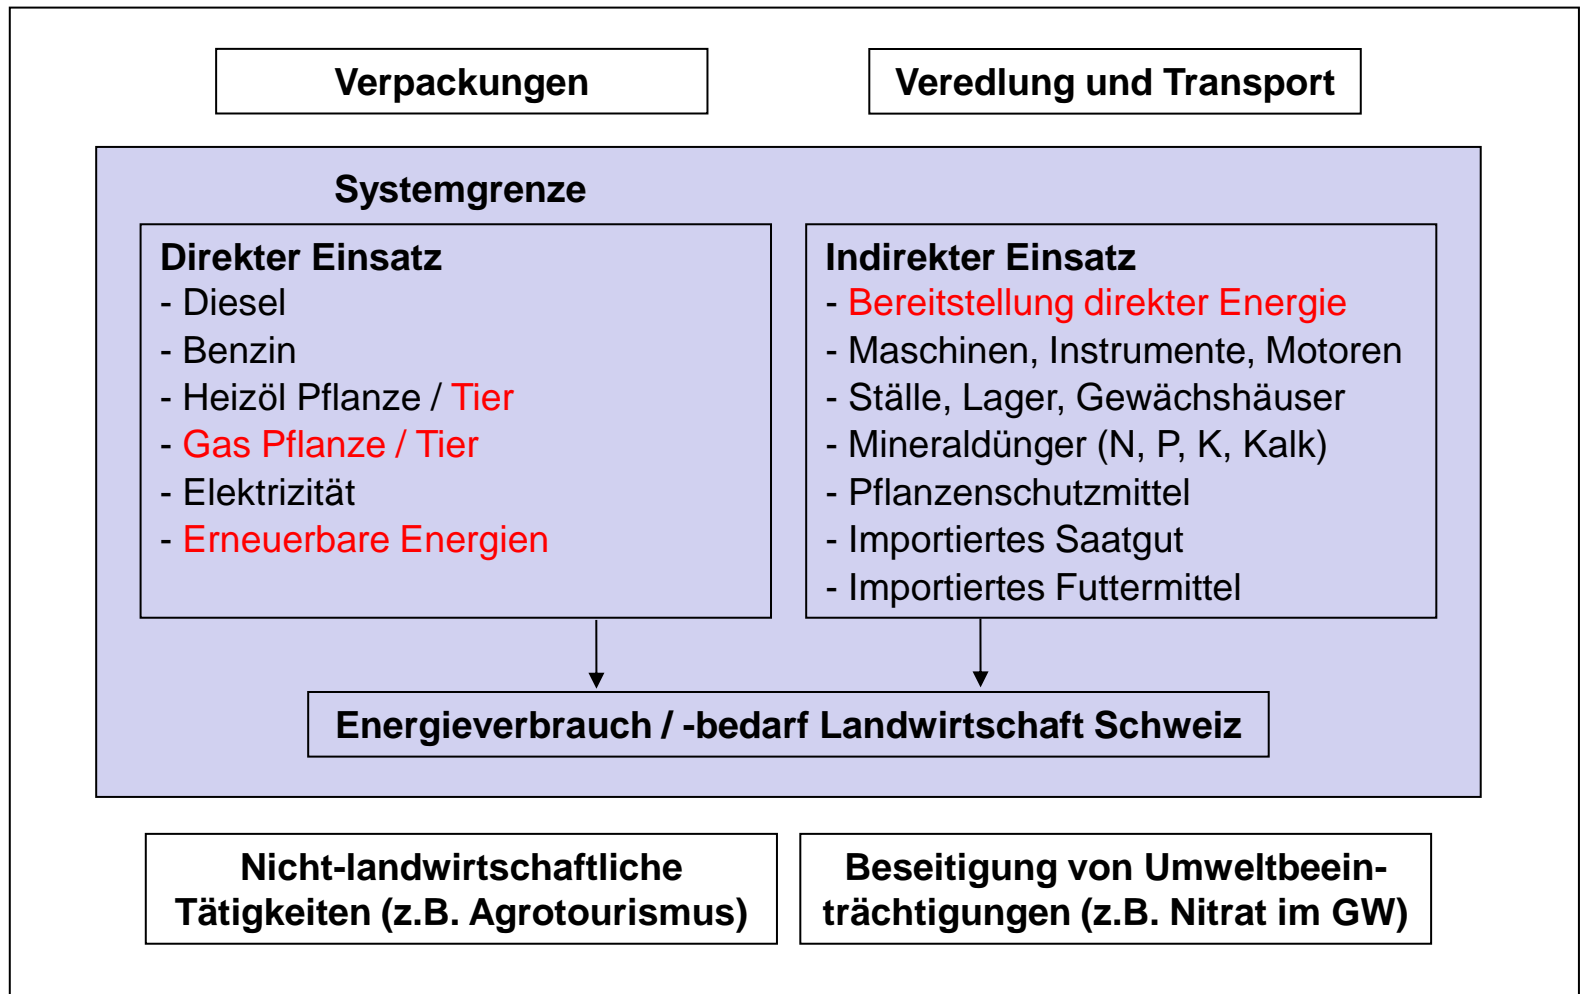 Verpackungen
Veredlung und Transport
Systemgrenze
Direkter Einsatz
- Diesel
- Benzin
- Heizöl Pflanze / Tier
- Gas Pflanze / Tier
- Elektrizität
- Erneuerbare Energien
Indirekter Einsatz
- Bereitstellung direkter Energie
- Maschinen, Instrumente, Motoren
- Ställe, Lager, Gewächshäuser
- Mineraldünger (N, P, K, Kalk)
- Pflanzenschutzmittel
- Importiertes Saatgut
- Importiertes Futtermittel
Energieverbrauch / -bedarf Landwirtschaft Schweiz
Nicht-landwirtschaftliche
Tätigkeiten (z.B. Agrotourismus)
Beseitigung von Umweltbeein-
trächtigungen (z.B. Nitrat im GW)